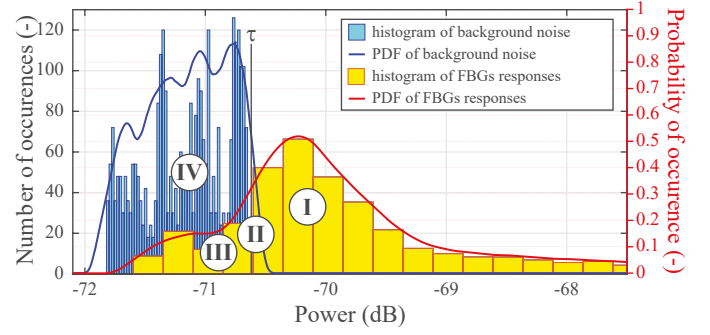 Number of occurences (-)
120
100
80
60
40
20
0
-72
-71
-70
-69
-68
Power (dB)
τ
histogram of background noise
PDF of background noise
histogram of FBGs responses
PDF of FBGs responses
IV
III
II
I
1
0.9
0.8
0.7
0.6
0.5
0.4
0.3
0.2
0.1
0
Probability of occurence (-)